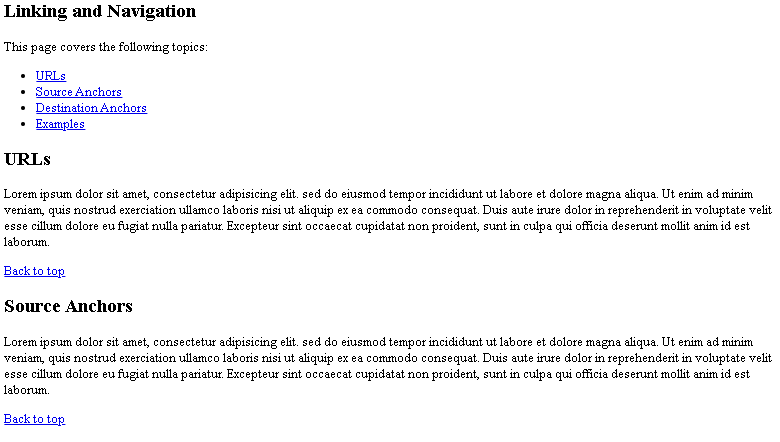 Linking and Navigation
This page covers the following topics:
URLs
Source Anchors
Destination Anchors
Examples
URLs
Lorem ipsum dolor sit amet, consectetur adipisicing elit. sed do eiusmod tempor incididunt ut labore et dolore magna aliqua. Ut enim ad minim
veniam, quis nostrud exerciation ullamco laboris nisi ut aliquip ex ea commodo consequat. Duis aute irure dolor in reprehenderit in voluptate velit
esse cillum dolore eu fugiat nulla pariatur. Excepteur sint occaecat cupidatat non proident, sunt in culpa qui officia deserunt mollit anim id est
laborum.
Back to top
Source Anchors
Lorem ipsum dolor sit amet, consectetur adipisicing elit. sed do eiusmod tempor incididunt ut labore et dolore magna aliqua. Ut enim ad minim
veniam, quis nostrud exerciation ullamco laboris nisi ut aliquip ex ea commodo consequat. Duis aute irure dolor in reprehenderit in voluptate velit
esse cillum dolore eu fugiat nulla pariatur. Excepteur sint occaecat cupidatat non proident, sunt in culpa qui officia deserunt mollit anim id est
laborum.
Back to top